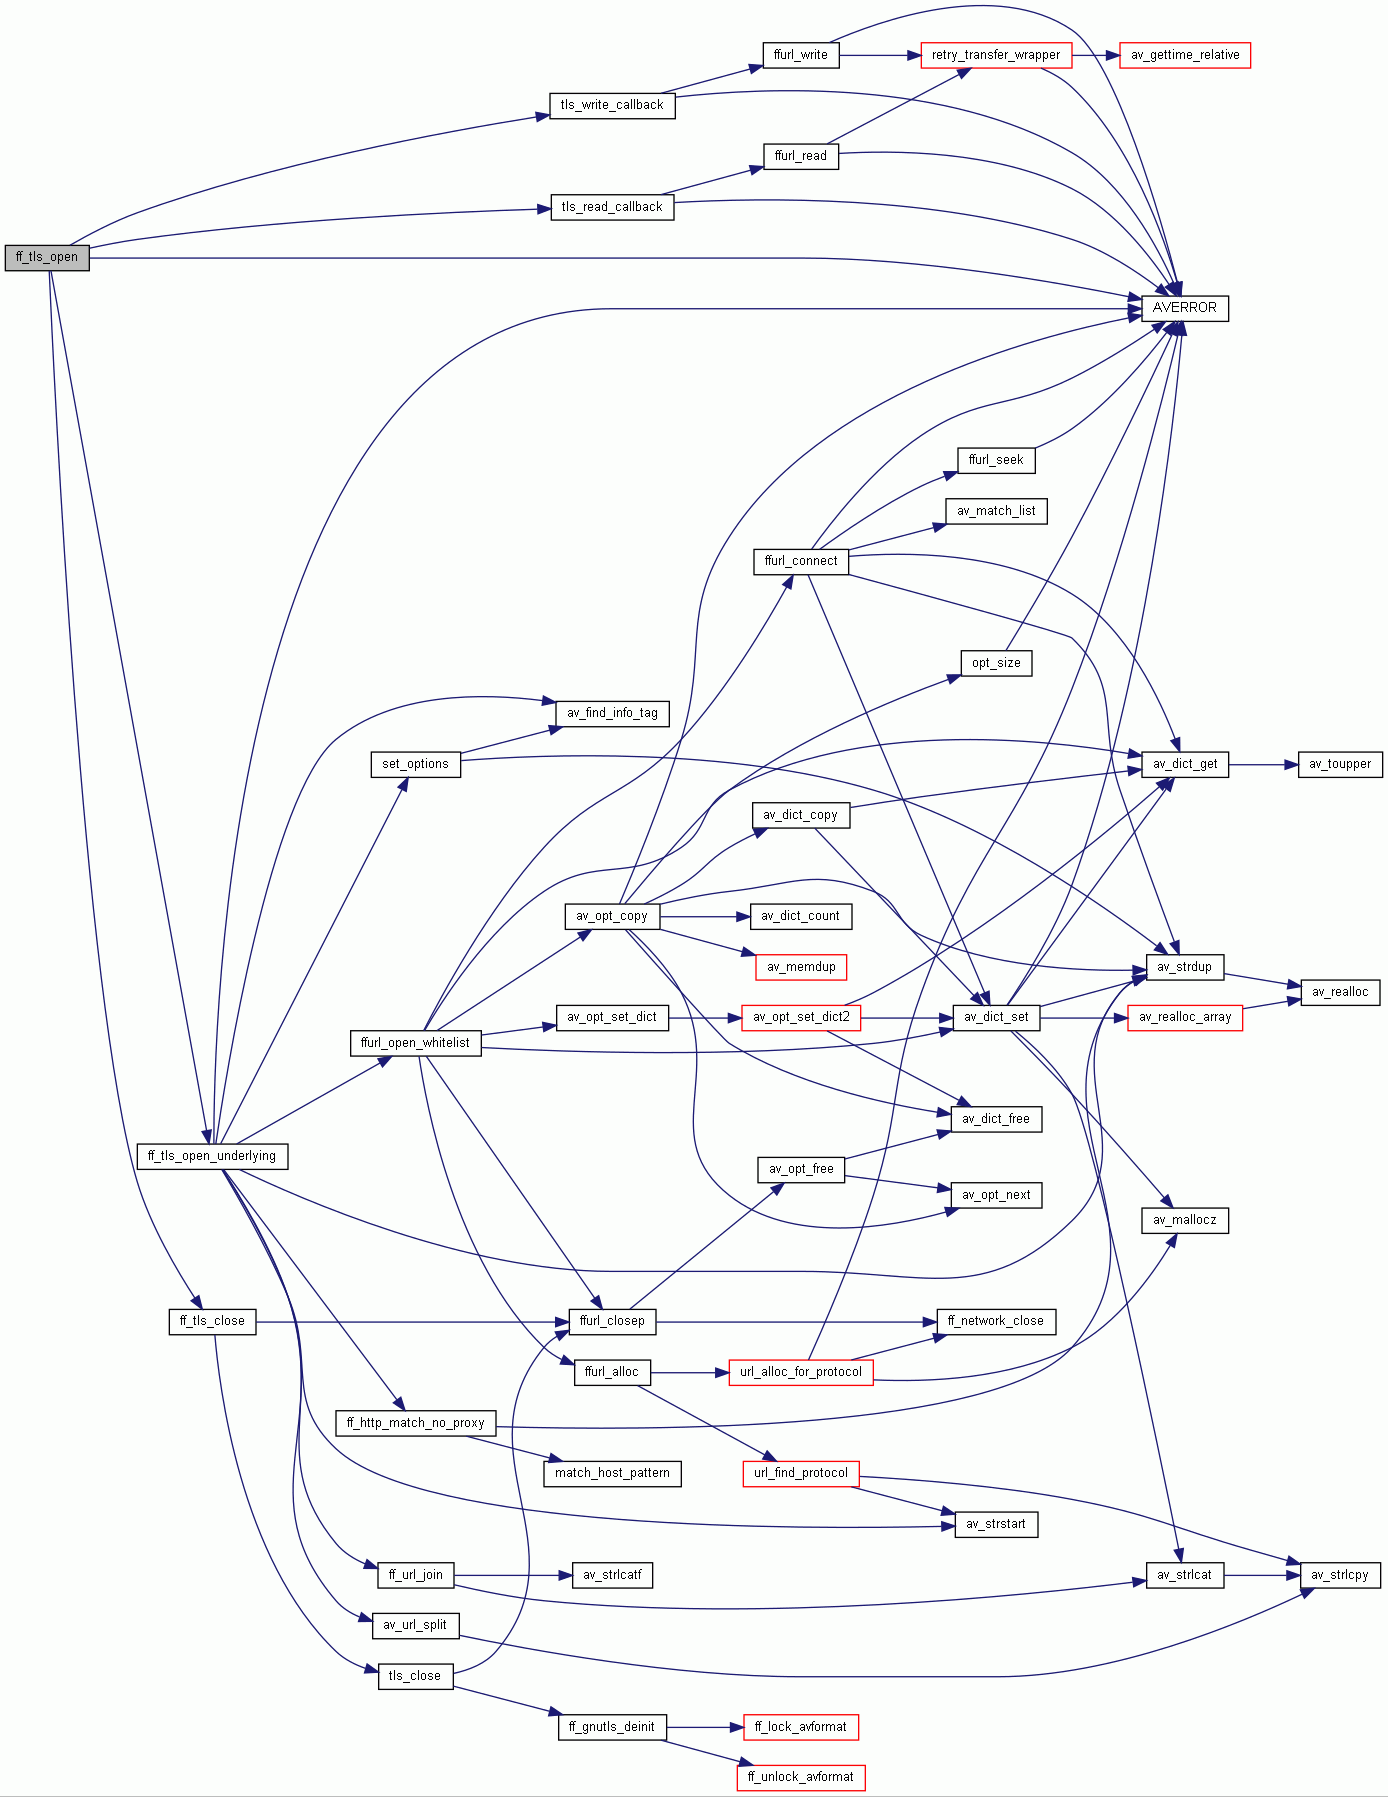 ffurl_write
retry_transfer_wrapper
av_gettime_relative
tls_write_callback
ffurl_read
tls_read_callback
ff_tls_open
AVERROR
ffurl_seek
av_match_list
ffurl_connect
opt_size
av_find_info_tag
set_options
av_dict_get
av_toupper
av_dict_copy
av_opt_copy
av_dict_count
av_memdup
av_strdup
av_realloc
av_opt_set_dict
av_opt_set_dict2
av_dict_set
av_realloc_array
ffurl_open_whitelist
av_dict_free
ff_tls_open_underlying
av_opt_free
av_opt_next
av_mallocz
ff_tls_close
ffurl_closep
ff_network_close
ffurl_alloc
url_alloc_for_protocol
ff_http_match_no_proxy
match_host_pattern
url_find_protocol
av_strstart
ff_url_join
av_strlcatf
av_strlcat
av_strlcpy
av_url_split
tls_close
ff_gnutls_deinit
ff_lock_avformat
ff_unlock_avformat